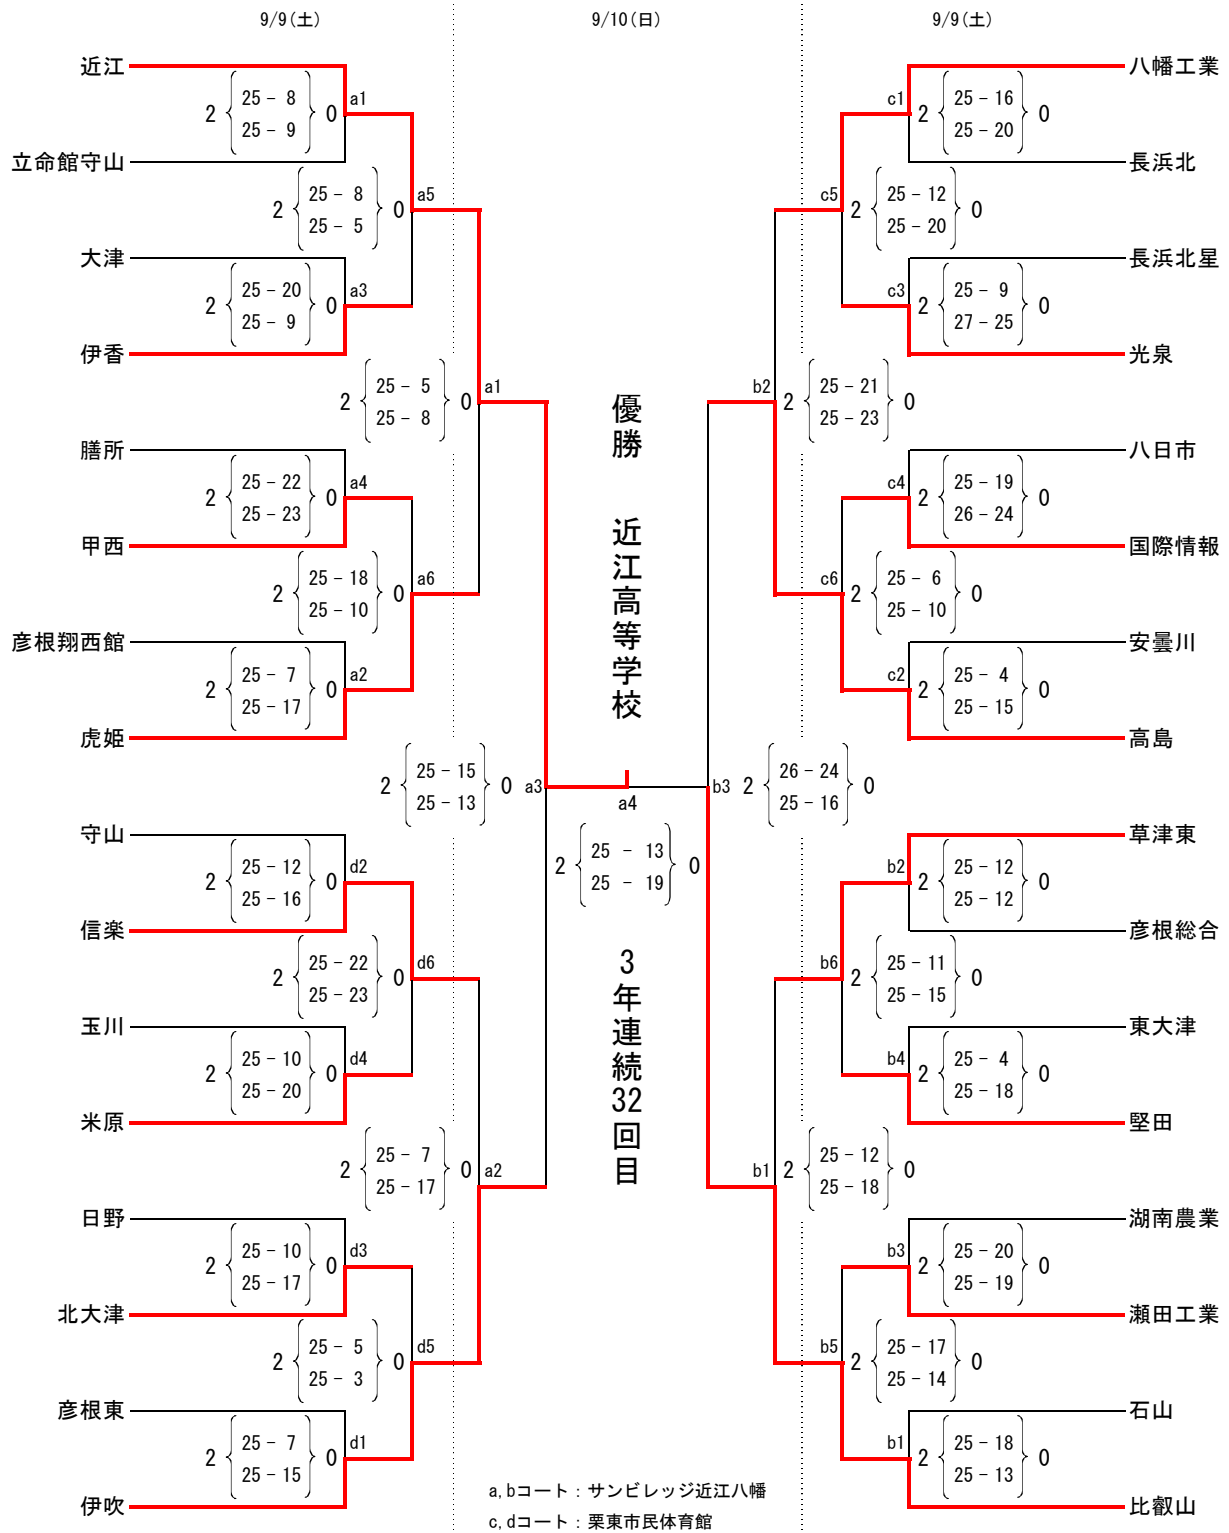 9/9(土)
9/10(日)
9/9(土)
近江
2 25 - 8 0 a1
25 - 9
立命館守山
2 25 - 8 0 a5
25 - 5
大津
2 25 - 20 0 a3
25 - 9
伊香
2 25 - 5 0 a1
25 - 8
膳所
2 25 - 22 0 a4
25 - 23
甲西
2 25 - 18 0 a6
25 - 10
彦根翔西館
2 25 - 7 0 a2
25 - 17
虎姫
2 25 - 15 0 a3
25 - 13
守山
2 25 - 12 0 d2
25 - 16
信楽
2 25 - 22 0 d6
25 - 23
玉川
2 25 - 10 0 d4
25 - 20
米原
2 25 - 7 0 a2
25 - 17
日野
2 25 - 10 0 d3
25 - 17
北大津
2 25 - 5 0 d5
25 - 3
彦根東
2 25 - 7 0 d1
25 - 15
伊吹
優勝 近江高等学校 3年連続32回目
a4
2 25 - 13 0
25 - 19
八幡工業
c1 2 25 - 16 0
25 - 20
長浜北
c5 2 25 - 12 0
25 - 20
長浜北星
c3 2 25 - 9 0
27 - 25
光泉
b2 2 25 - 21 0
25 - 23
八日市
c4 2 25 - 19 0
26 - 24
国際情報
c6 2 25 - 6 0
25 - 10
安曇川
c2 2 25 - 4 0
25 - 15
高島
b3 2 26 - 24 0
25 - 16
草津東
b2 2 25 - 12 0
25 - 12
彦根総合
b6 2 25 - 11 0
25 - 15
東大津
b4 2 25 - 4 0
25 - 18
堅田
b1 2 25 - 12 0
25 - 18
湖南農業
b3 2 25 - 20 0
25 - 19
瀬田工業
b5 2 25 - 17 0
25 - 14
石山
b1 2 25 - 18 0
25 - 13
比叡山
a,bコート：サンビレッジ近江八幡
c,dコート：栗東市民体育館